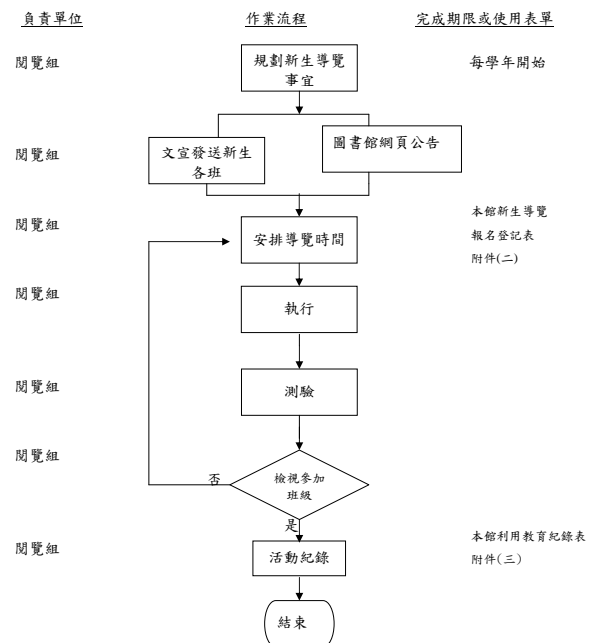 負責單位 作業流程 完成期限或使用表單
閱覽組 規劃新生導覽 每學年開始
事宜
閱覽組 文宣發送新生 圖書館網頁公告
各班
閱覽組 安排導覽時間 本館新生導覽
報名登記表
附件(二)
閱覽組 執行
閱覽組 測驗
閱覽組 檢視參加
班級
否
是
閱覽組 活動紀錄 本館利用教育紀錄表
附件(三)
結束